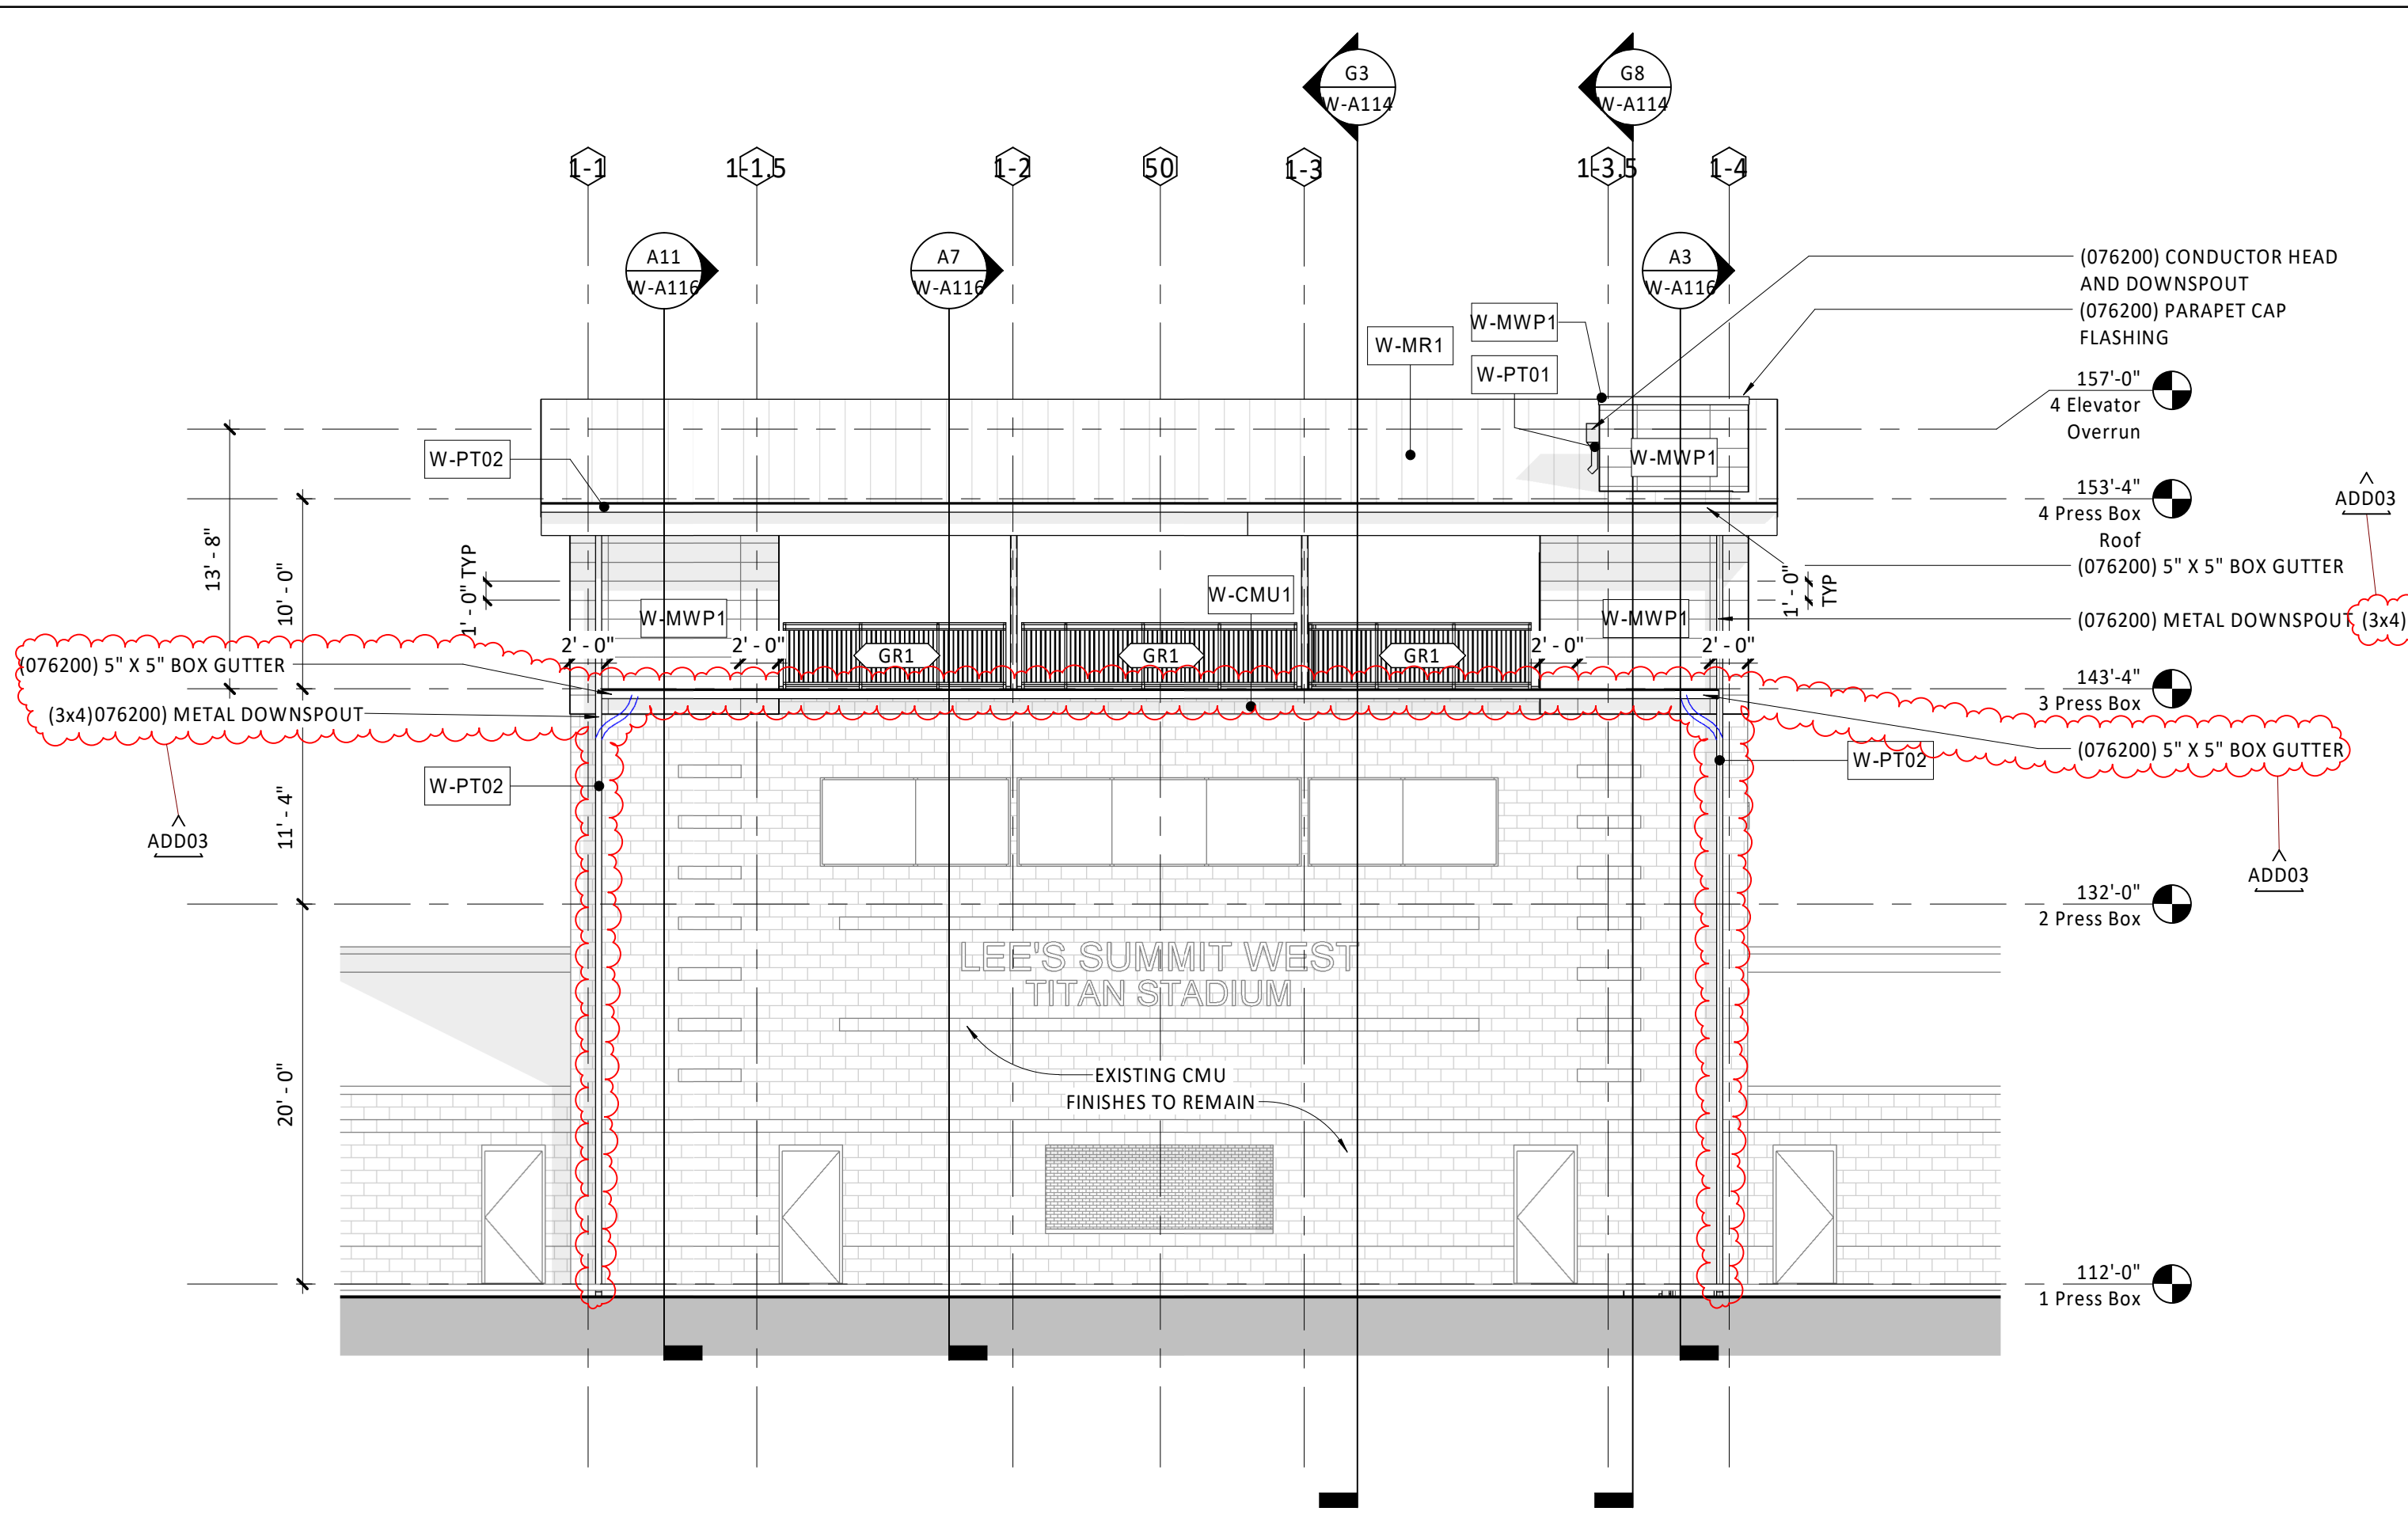 G3
W-A114
G8
W-A114
1-1
1-1.5
1-2
50
1-3
1-3.5
1-4
A11
W-A116
A7
W-A116
A3
W-A116
(076200) CONDUCTOR HEAD
AND DOWNSPOUT
(076200) PARAPET CAP
FLASHING
W-MWP1
W-MR1
W-PT01
157'-0"
4 Elevator
Overrun
W-PT02
W-MWP1
153'-4"
4 Press Box
Roof
ADD03
13' - 8"
10' - 0"
1' - 0" TYP
(076200) 5" X 5" BOX GUTTER
1' - 0"
TYP
W-CMU1
W-MWP1
W-MWP1
(076200) METAL DOWNSPOUT (3x4)
2' - 0"
2' - 0"
2' - 0"
2' - 0"
GR1
GR1
GR1
(076200) 5" X 5" BOX GUTTER
143'-4"
3 Press Box
(3x4)076200) METAL DOWNSPOUT
(076200) 5" X 5" BOX GUTTER
W-PT02
W-PT02
11' - 4"
ADD03
ADD03
132'-0"
2 Press Box
LEE'S SUMMIT WEST
TITAN STADIUM
EXISTING CMU
FINISHES TO REMAIN
20' - 0"
112'-0"
1 Press Box